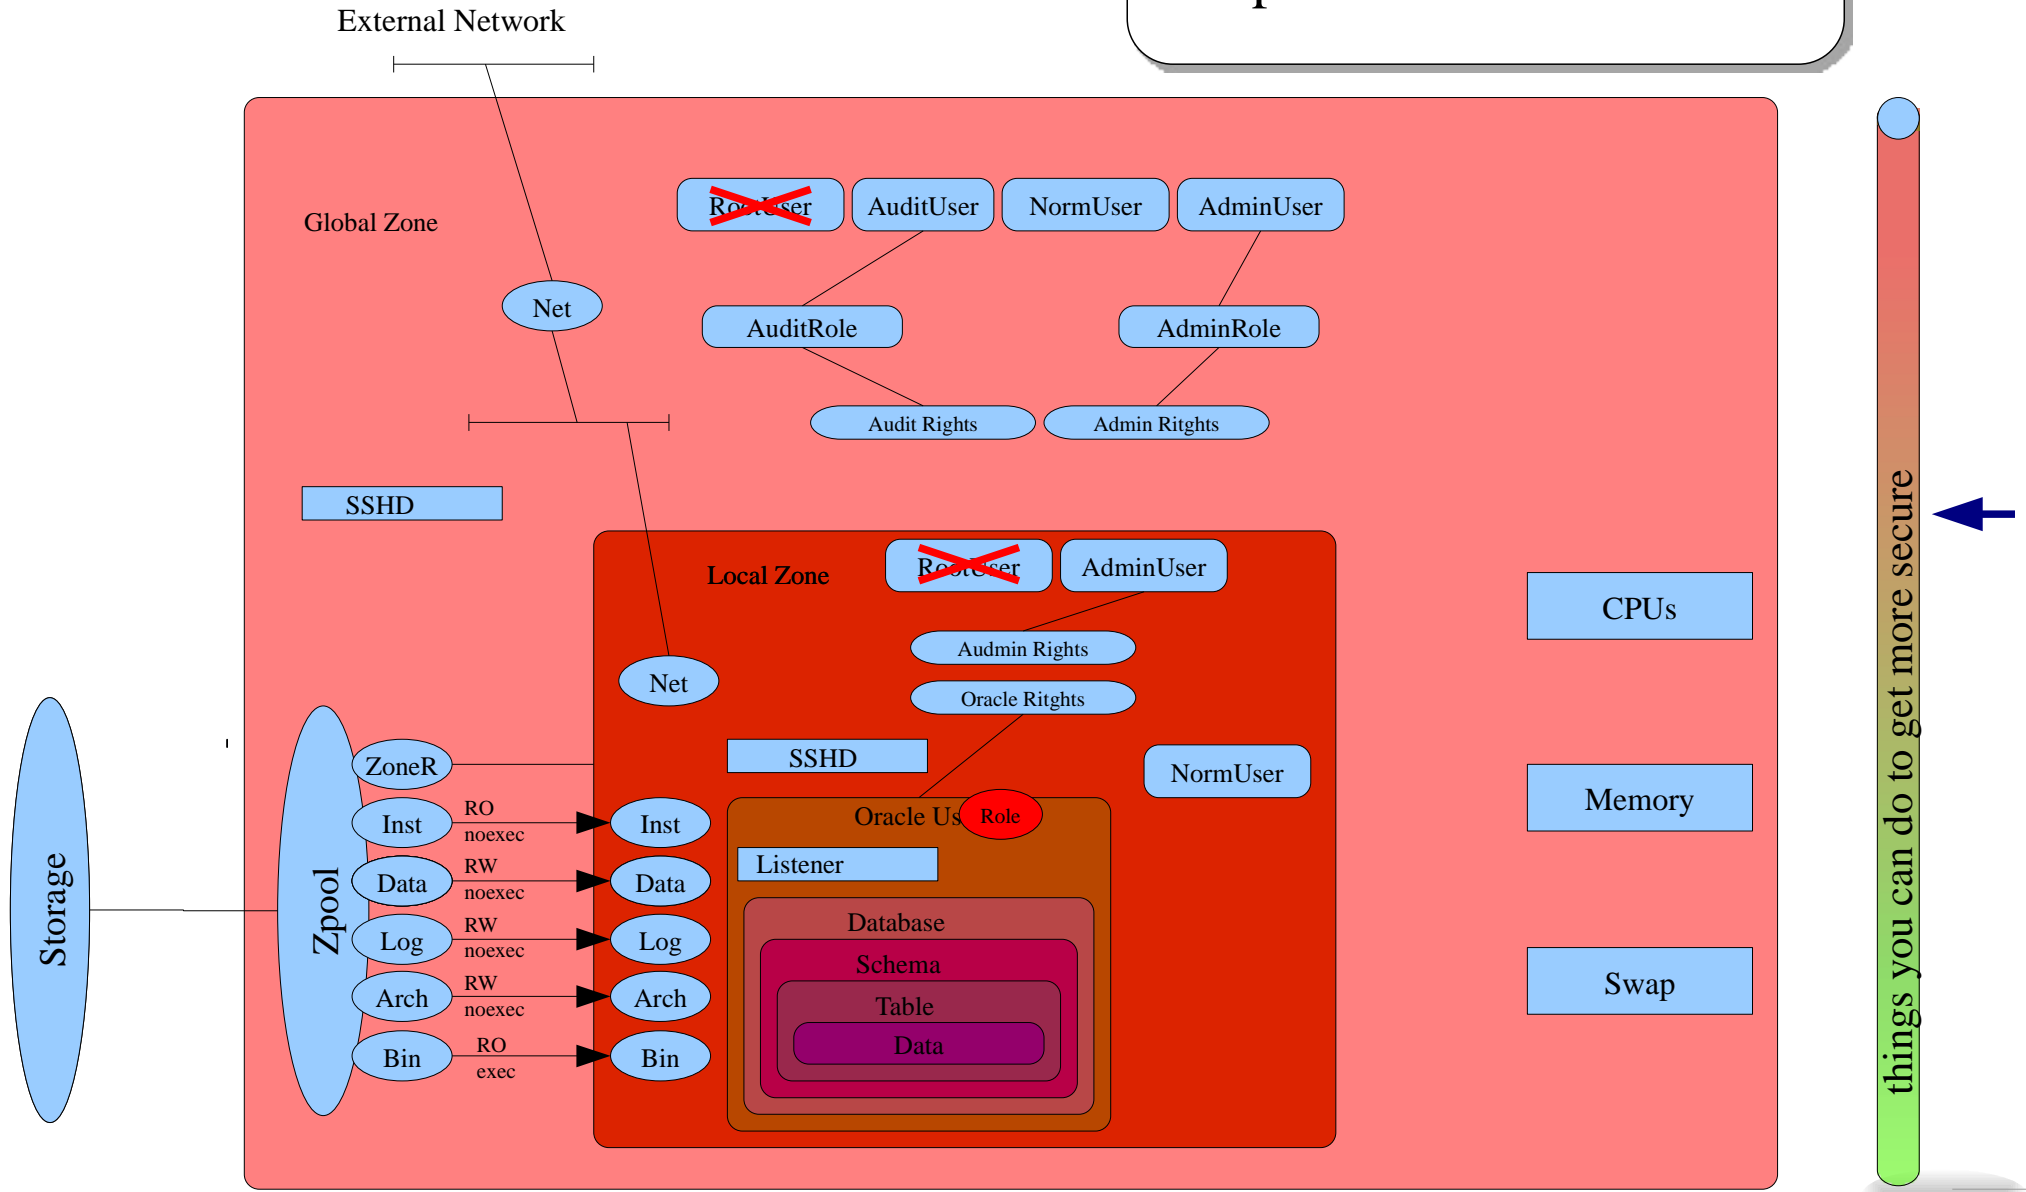 External Network
Global Zone
RootUser
AuditUser
NormUser
AdminUser
Net
AuditRole
AdminRole
Audit Rights
Admin Ritghts
SSHD
Local Zone
RootUser
AdminUser
Audmin Rights
Net
Oracle Ritghts
SSHD
NormUser
Oracle Us
Role
Listener
Database
Schema
Table
Data
Storage
Zpool
ZoneR
Inst
RO
noexec
Inst
Data
RW
noexec
Data
Log
RW
noexec
Log
Arch
RW
noexec
Arch
Bin
RO
exec
Bin
CPUs
Memory
Swap
things you can do to get more secure